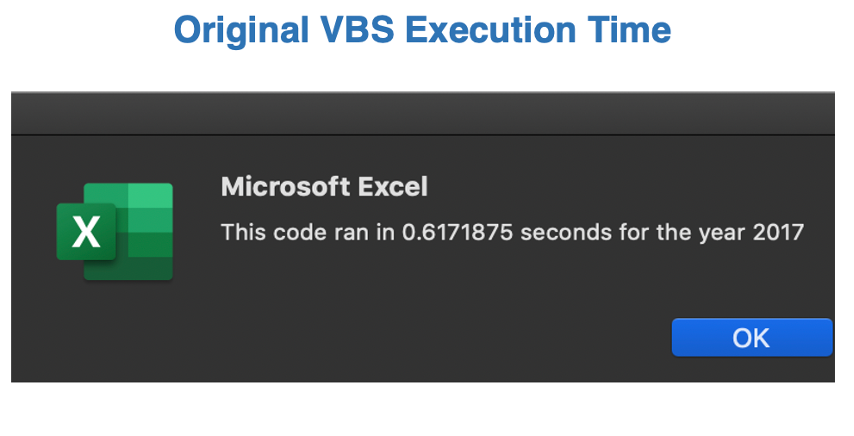 Original VBS Execution Time
Microsoft Excel
X
This code ran in 0.6171875 seconds for the year 2017
OK